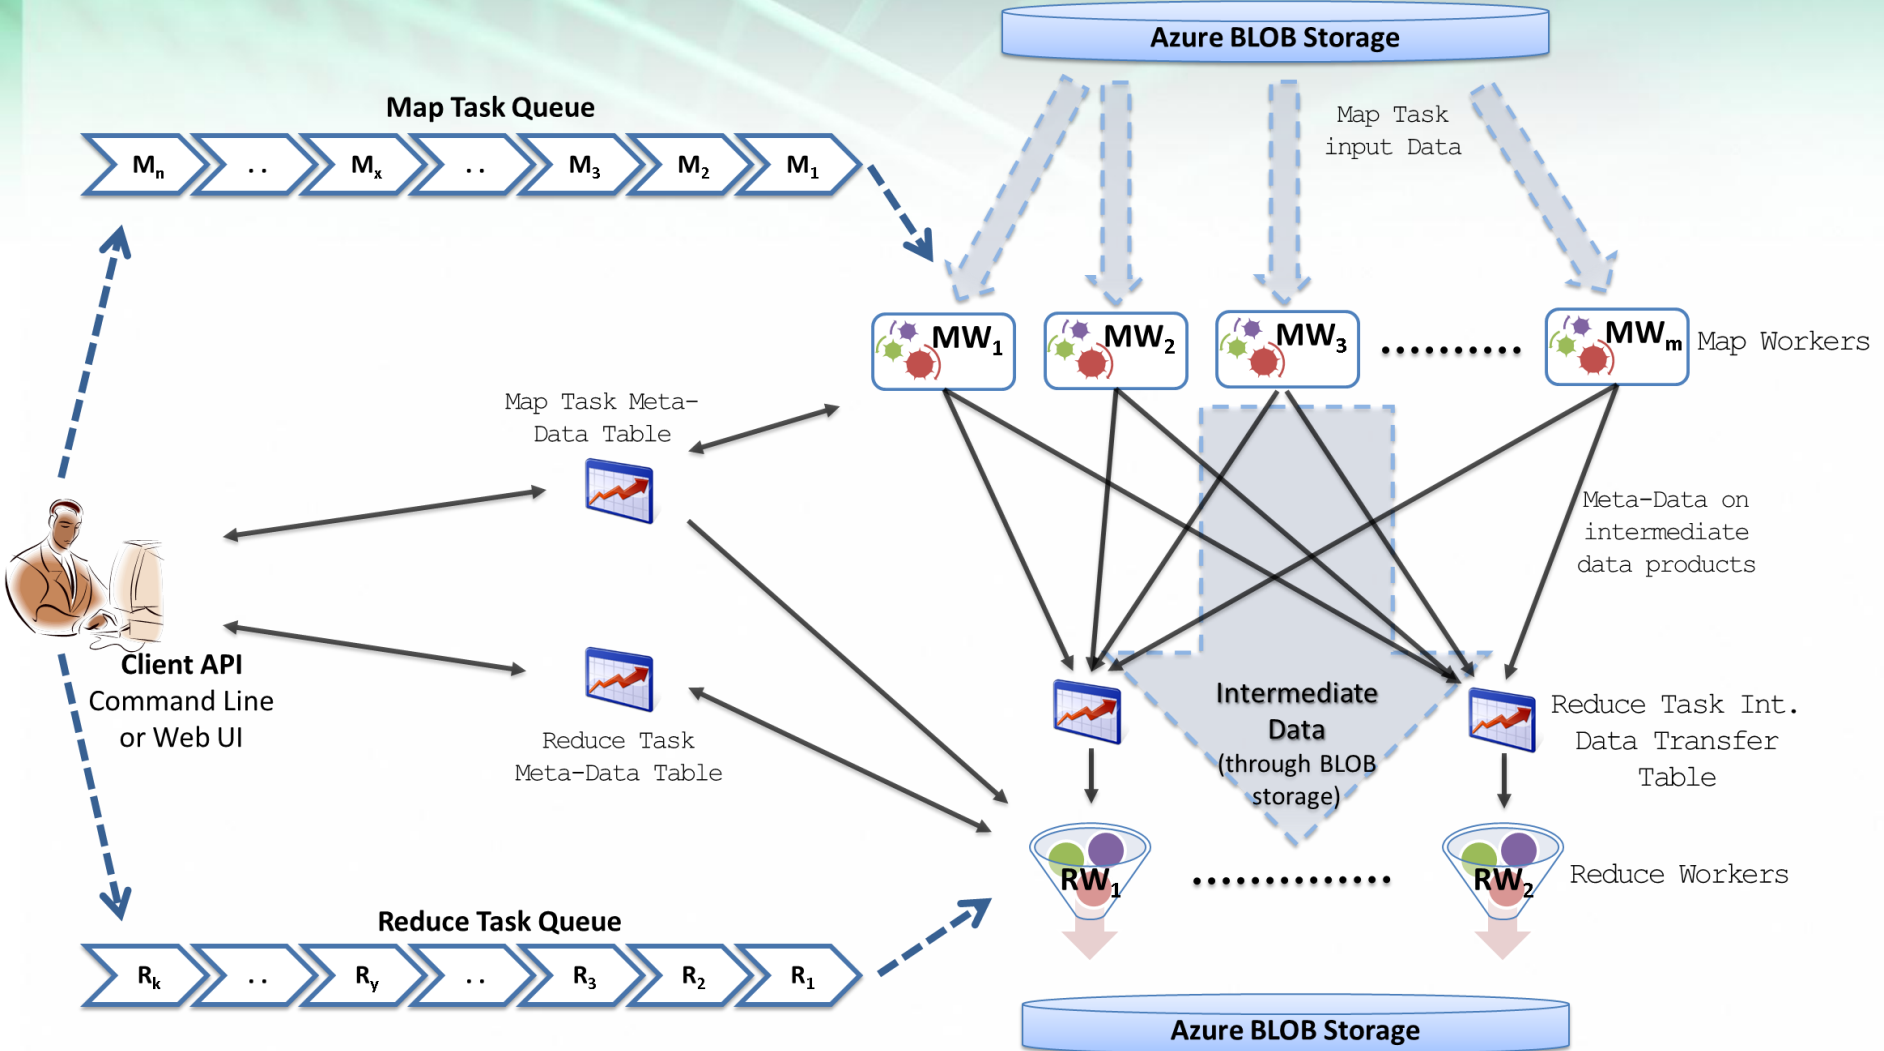 Azure BLOB Storage
Map Task Queue
Map Task
input Data
Mn
. .
Mx
. .
M3
M2
M1
MW1
MW2
MW3
MWm
Map Workers
Map Task Meta-
Data Table
Meta-Data on
intermediate
data products
Client API
Command Line
or Web UI
Reduce Task
Meta-Data Table
Intermediate
Data
(through BLOB
storage)
Reduce Task Int.
Data Transfer
Table
RW1
RW2
Reduce Workers
Reduce Task Queue
Rk
. .
Ry
. .
R3
R2
R1
Azure BLOB Storage